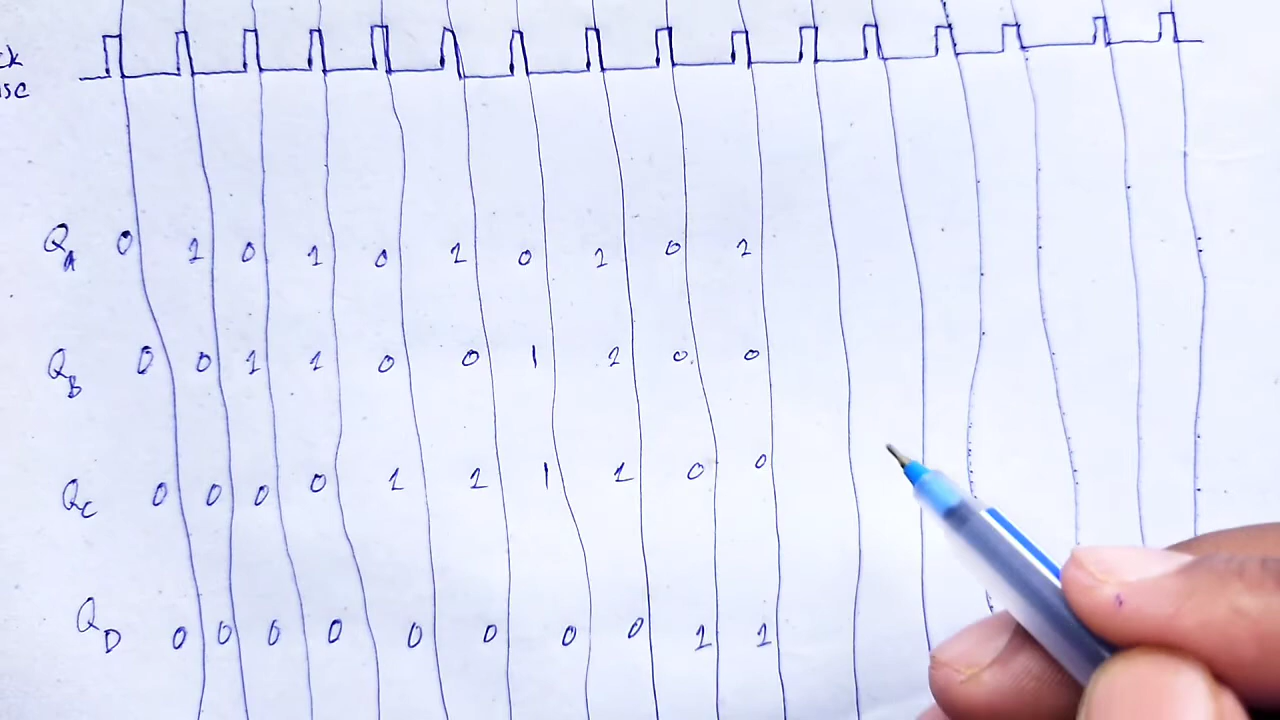 ck
lse
QA 0 1 0 1 0 1 0 1 0 1
QB 0 0 1 1 0 0 1 1 0 0
QC 0 0 0 0 1 1 1 1 0 0
QD 0 0 0 0 0 0 0 0 1 1